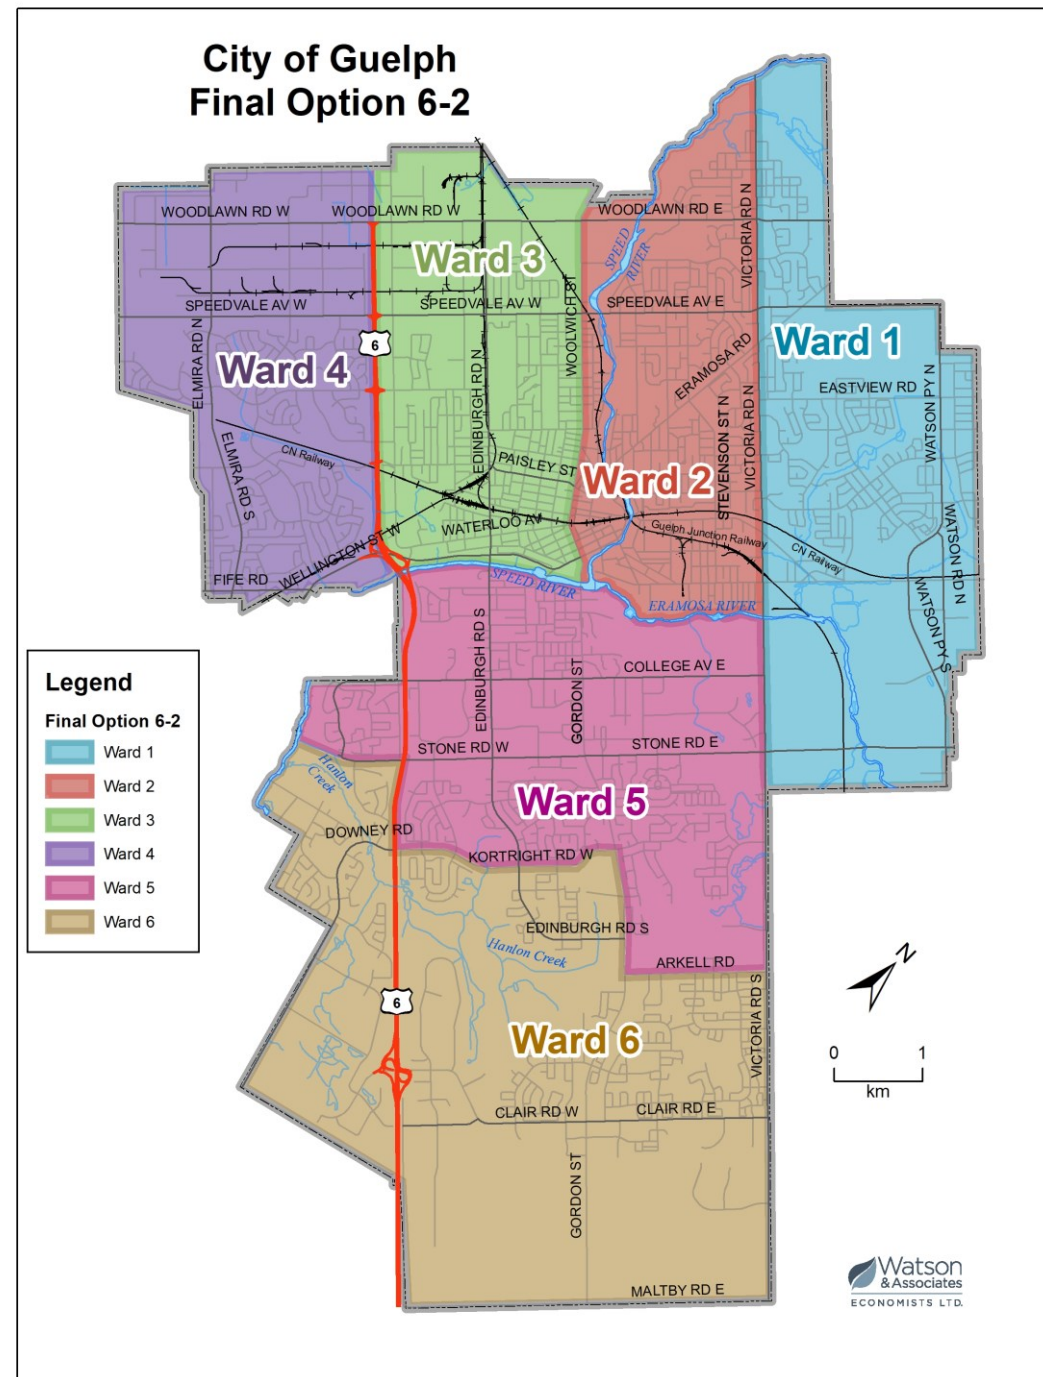 City of Guelph
Final Option 6-2
WOODLAWN RD W
WOODLAWN RD W
WOODLAWN RD E
SPEED
RIVER
VICTORIA RD N
Ward 3
SPEEDVALE AV W
SPEEDVALE AV W
SPEEDVALE AV E
WOOLWICH ST
ELMIRA RD N
6
Ward 4
Ward 1
ERAMOSA RD
EASTVIEW RD
EDINBURGH RD N
STEVENSON ST N
VICTORIA RD N
WATSON PY N
ELMIRA RD S
CN Railway
PAISLEY ST
Ward 2
WATERLOO AV
Guelph Junction Railway
CN Railway
WATSON RD N
WELLINGTON ST W
FIFE RD
SPEED RIVER
ERAMOSA RIVER
WATSON PY S
EDINBURGH RD S
GORDON ST
COLLEGE AV E
STONE RD W
STONE RD E
Hanlon
Creek
Ward 5
DOWNEY RD
KORTRIGHT RD W
EDINBURGH RD S
Hanlon Creek
ARKELL RD
6
Ward 6
VICTORIA RD S
CLAIR RD W
CLAIR RD E
GORDON ST
MALTBY RD E
Legend
Final Option 6-2
Ward 1
Ward 2
Ward 3
Ward 4
Ward 5
Ward 6
N
0 1
km
Watson
& Associates
ECONOMISTS LTD.